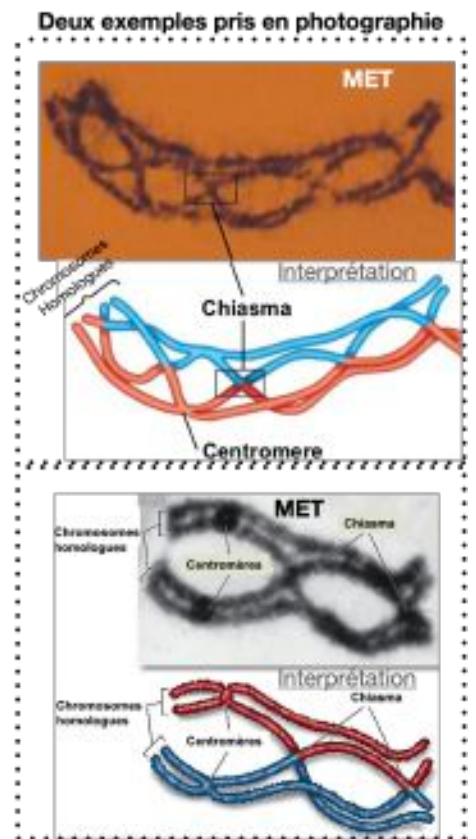 Deux exemples pris en photographie
MET
Chromosomes
Homologues
Interprétation
Chiasma
Centromere
MET
Chromosomes
homologues
Chiasma
Centromères
Interprétation
Chiasma
Chromosomes
homologues
Centromères